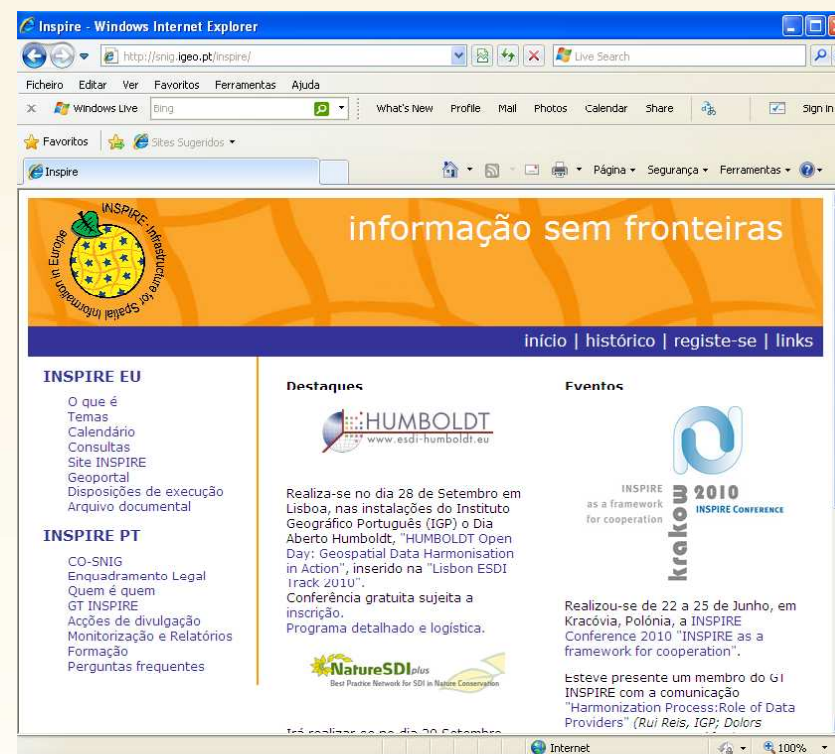 Inspire - Windows Internet Explorer
http://snig.igeo.pt/inspire/
Live Search
Ficheiro Editar Ver Favoritos Ferramentas Ajuda
x Windows Live Bing What's New Profile Mail Photos Calendar Share Sign in
Favoritos Sites Sugeridos
Inspire
Página Segurança Ferramentas
INSPIRE-Infrastructure for Spatial Information in Europe
informação sem fronteiras
início | histórico | registe-se | links
INSPIRE EU
O que é
Temas
Calendário
Consultas
Site INSPIRE
Geoportal
Disposições de execução
Arquivo documental
INSPIRE PT
CO-SNIG
Enquadramento Legal
Quem é quem
GT INSPIRE
Acções de divulgação
Monitorização e Relatórios
Formação
Perguntas frequentes
Destaques
HUMBOLDT
www.esdi-humboldt.eu
Realiza-se no dia 28 de Setembro em
Lisboa, nas instalações do Instituto
Geográfico Português (IGP) o Dia
Aberto Humboldt, "HUMBOLDT Open
Day: Geospatial Data Harmonisation
in Action", inserido na "Lisbon ESDI
Track 2010".
Conferência gratuita sujeita a
inscrição.
Programa detalhado e logística.
NatureSDIplus
Best Practice Network for SDI in Nature Conservation
Irá realizar-se no dia 29 Setembro
Eventos
INSPIRE
as a framework
for cooperation
krakow
2010
INSPIRE CONFERENCE
Realizou-se de 22 a 25 de Junho, em
Kracóvia, Polónia, a INSPIRE
Conference 2010 "INSPIRE as a
framework for cooperation".
Esteve presente um membro do GT
INSPIRE com a comunicação
"Harmonization Process:Role of Data
Providers" (Rui Reis, IGP; Dolors
Internet
100%